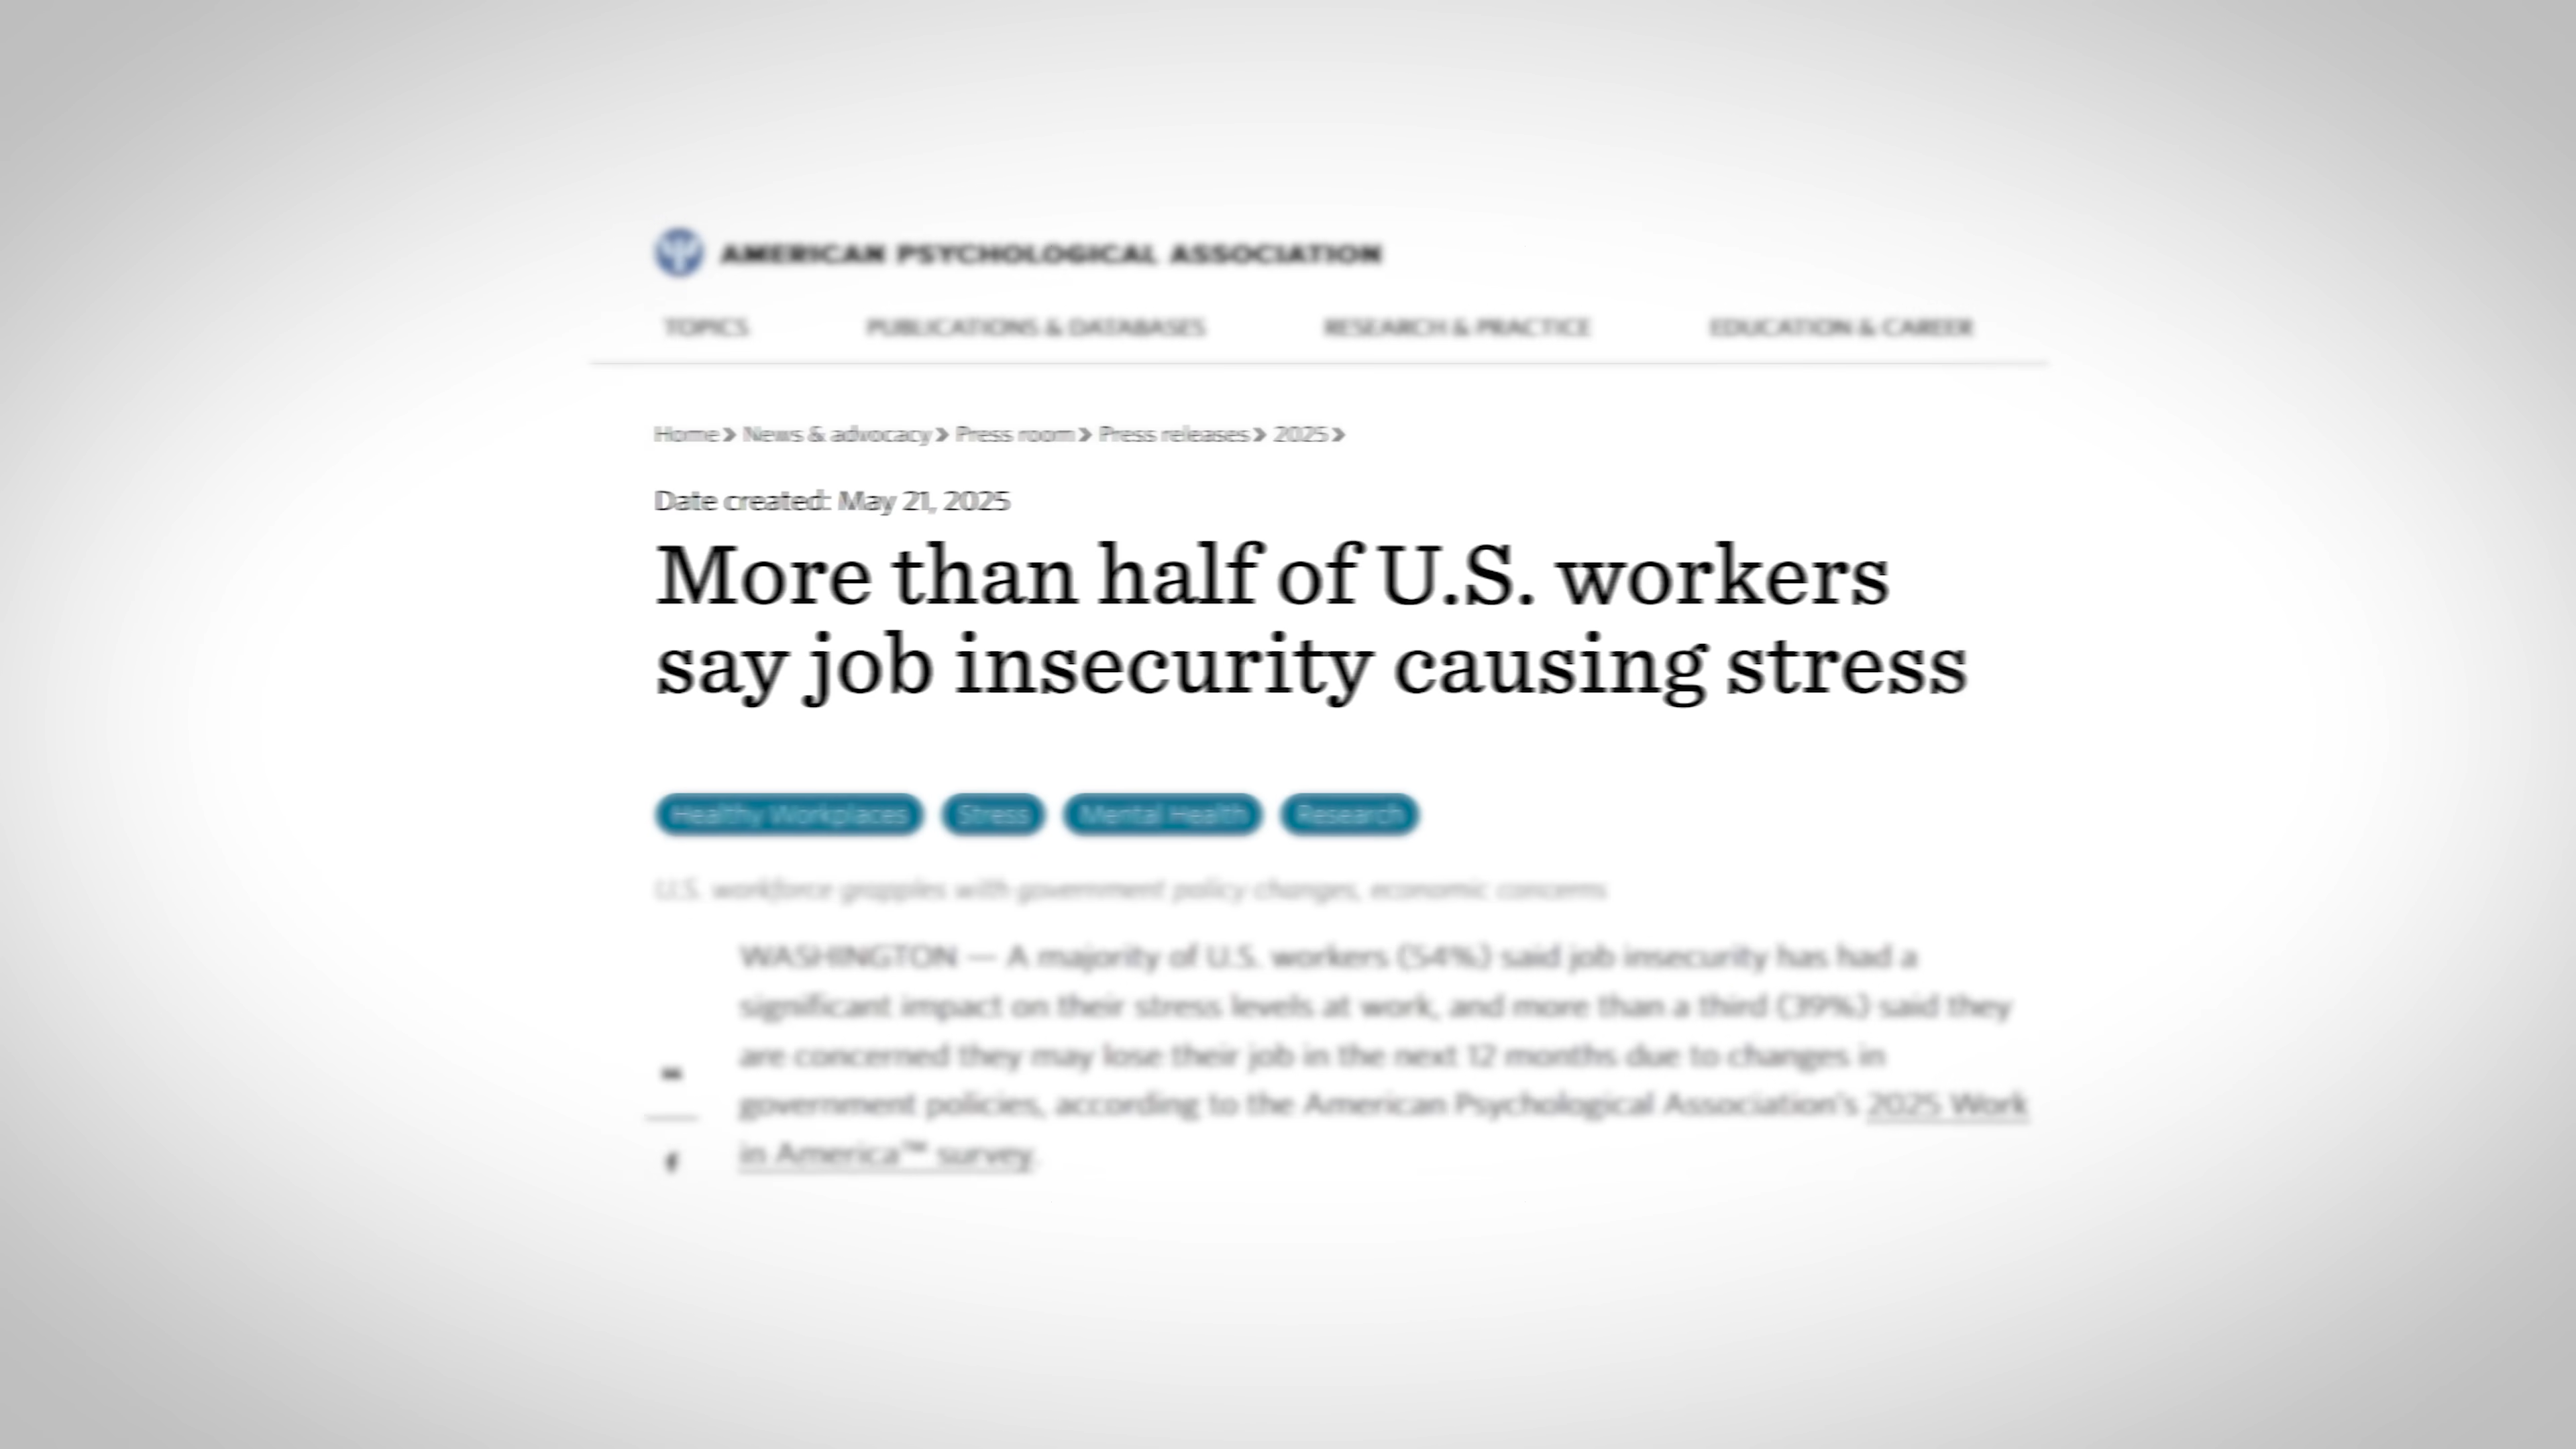 AMERICAN PSYCHOLOGICAL ASSOCIATION
TOPICS PUBLICATIONS & DATABASES RESEARCH & PRACTICE EDUCATION & CAREER
Home > News & advocacy > Press room > Press releases > 2025 >
Date created: May 21, 2025
More than half of U.S. workers
say job insecurity causing stress
Healthy Workplaces Stress Mental Health Research
U.S. workforce grapples with government policy changes, economic concerns
WASHINGTON — A majority of U.S. workers (54%) said job insecurity has had a
significant impact on their stress levels at work, and more than a third (39%) said they
are concerned they may lose their job in the next 12 months due to changes in
government policies, according to the American Psychological Association's 2025 Work
in America™ survey.